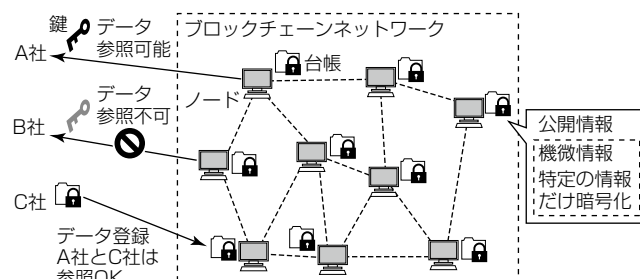 鍵
データ
参照可能
A社
ブロックチェーンネットワーク
台帳
ノード
データ
参照不可
B社
公開情報
機微情報
特定の情報
だけ暗号化
C社
データ登録
A社とC社は
参照OK